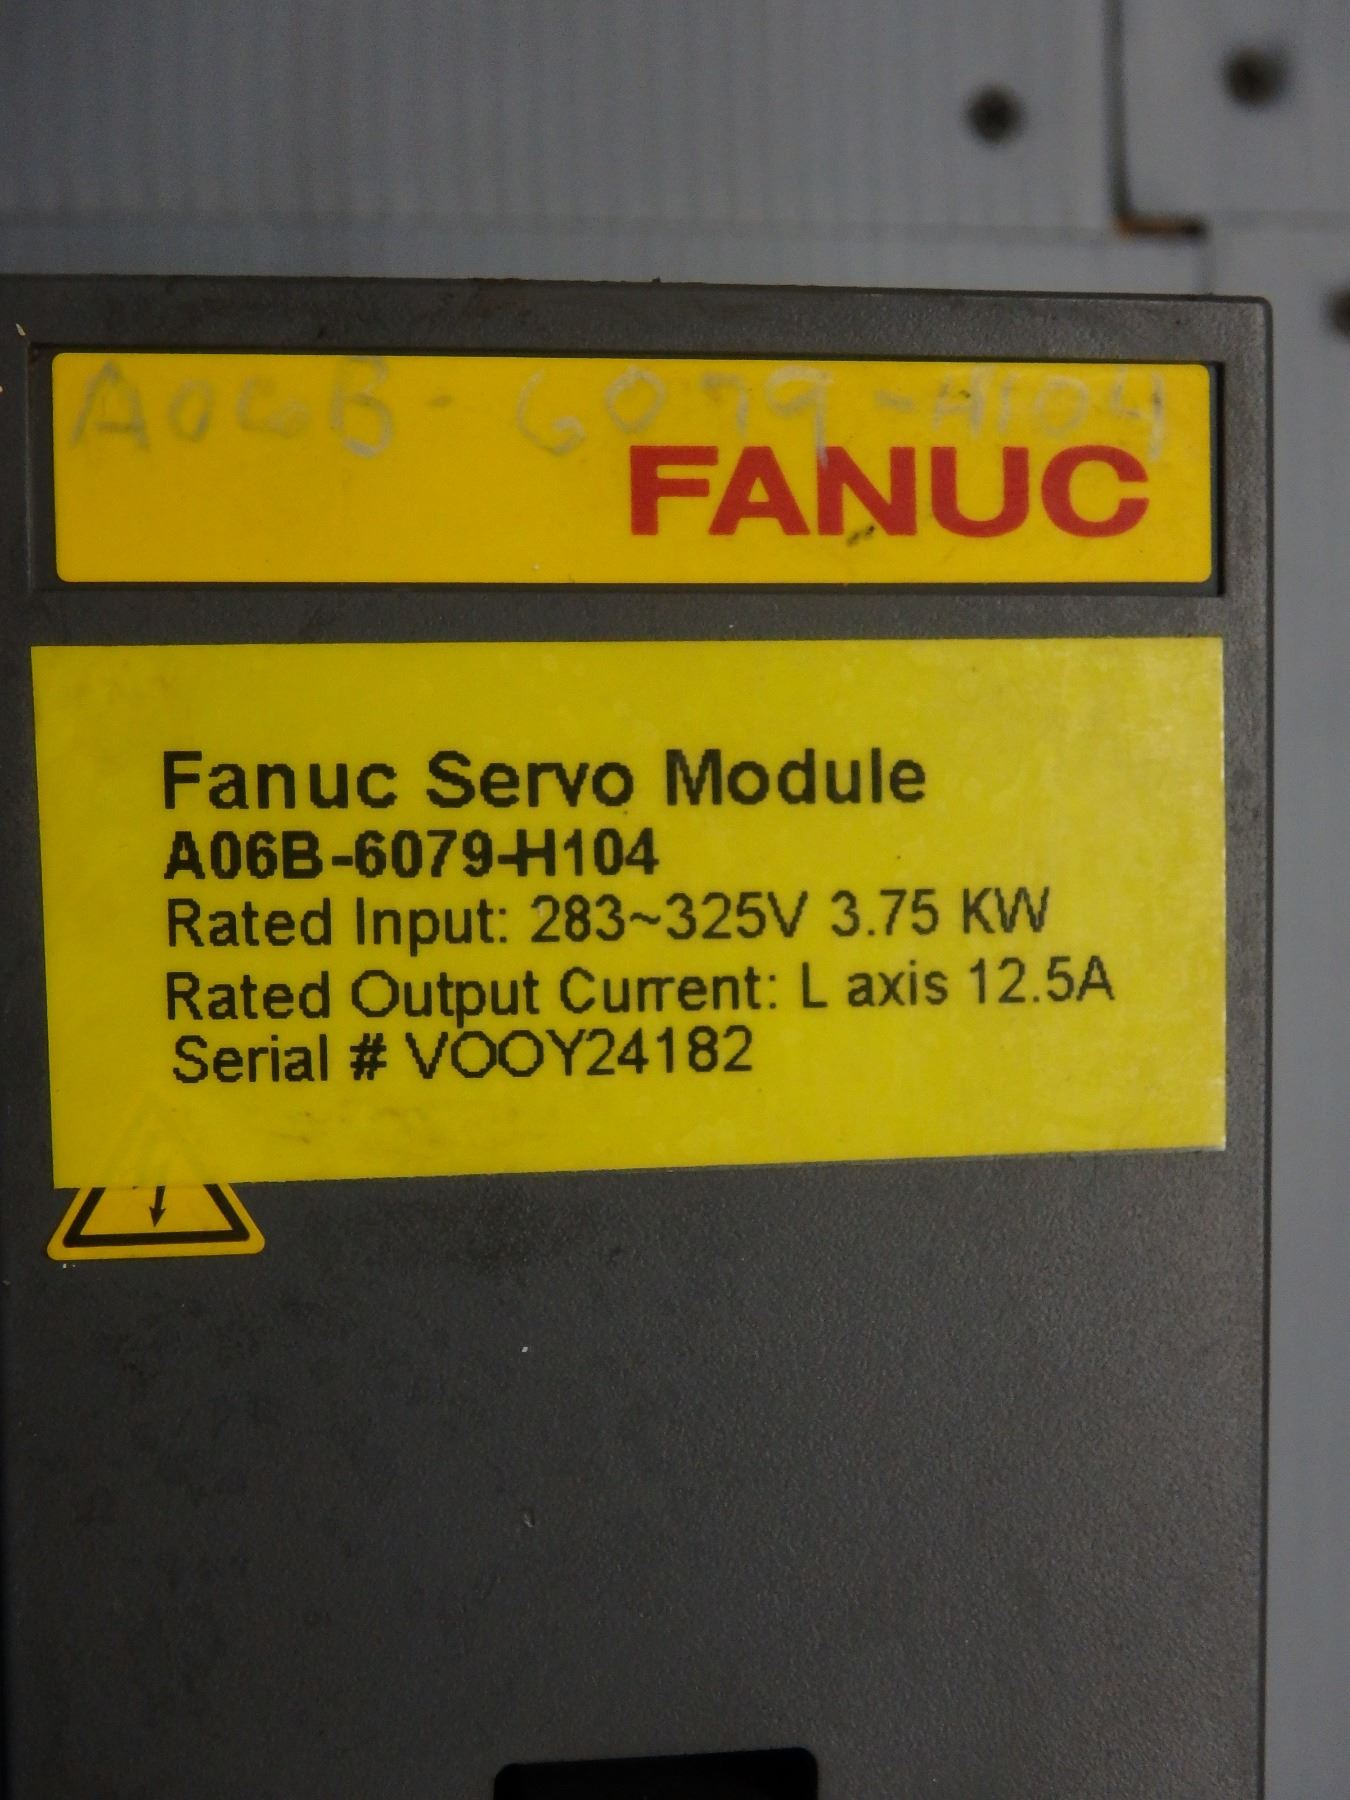 A06B-6079-H104
FANUC
Fanuc Servo Module
A06B-6079-H104
Rated Input: 283~325V 3.75 KW
Rated Output Current: L axis 12.5A
Serial # VOOY24182